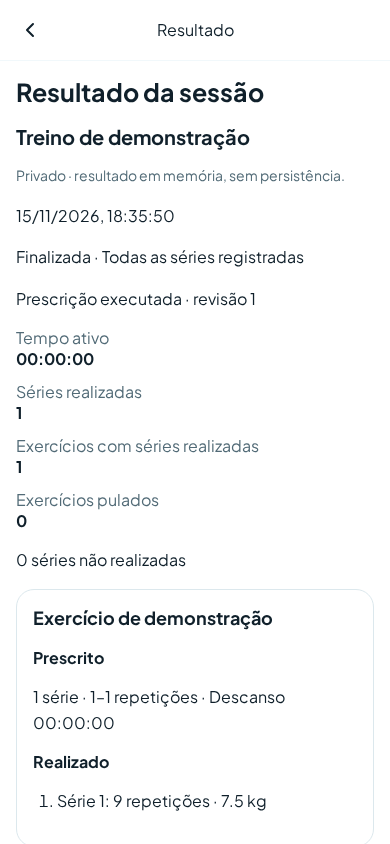 Resultado
Resultado da sessão
Treino de demonstração
Privado · resultado em memória, sem persistência.
15/11/2026, 18:35:50
Finalizada · Todas as séries registradas
Prescrição executada · revisão 1
Tempo ativo
00:00:00
Séries realizadas
1
Exercícios com séries realizadas
1
Exercícios pulados
0
0 séries não realizadas
Exercício de demonstração
Prescrito
1 série · 1–1 repetições · Descanso
00:00:00
Realizado
1. Série 1: 9 repetições · 7.5 kg